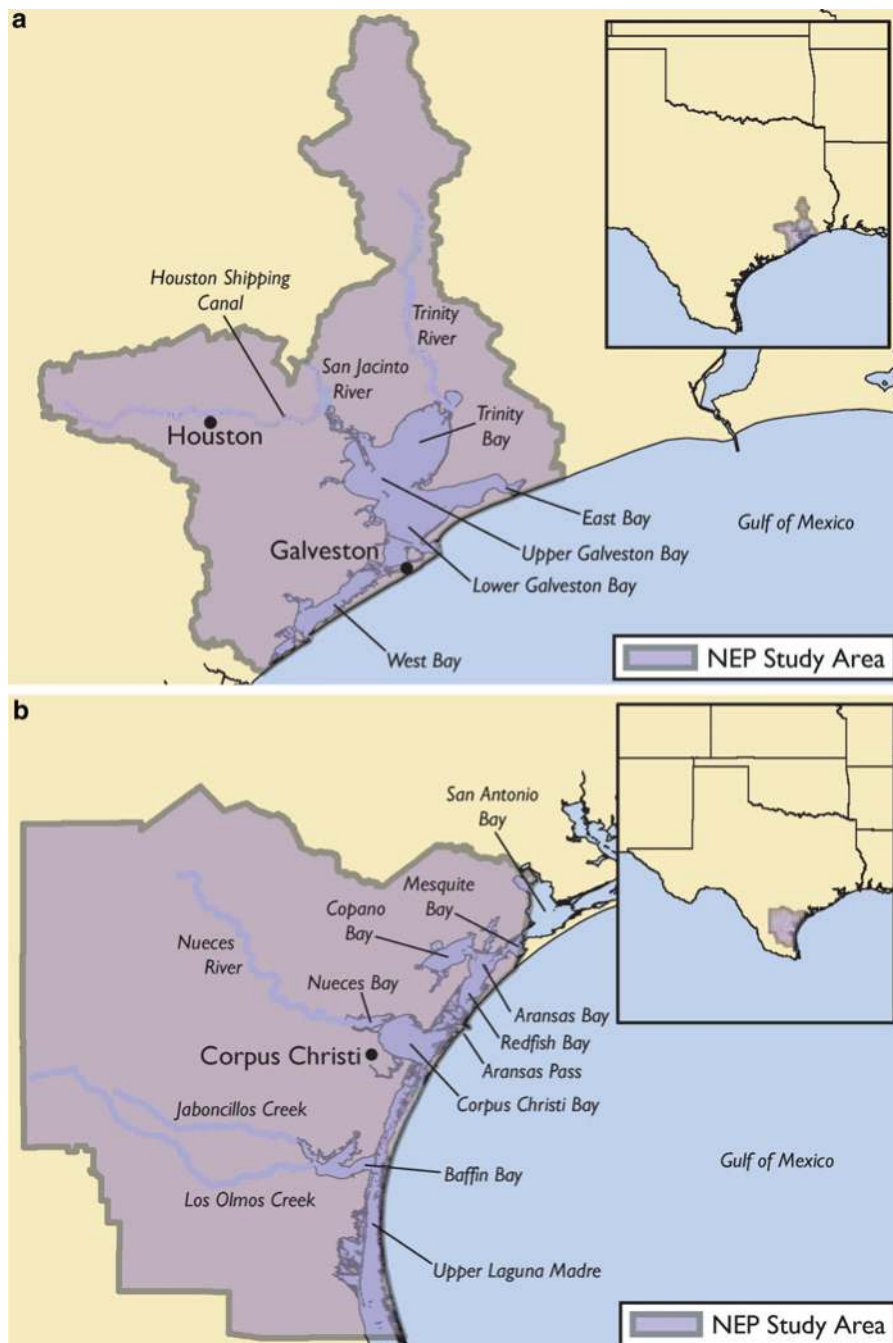 a
Houston Shipping
Canal
Trinity
River
San Jacinto
River
Trinity
Bay
Houston
East Bay
Gulf of Mexico
Upper Galveston Bay
Galveston
Lower Galveston Bay
West Bay
NEP Study Area
b
San Antonio
Bay
Mesquite
Bay
Copano
Bay
Nueces
River
Nueces Bay
Aransas Bay
Redfish Bay
Corpus Christi
Aransas Pass
Corpus Christi Bay
Jaboncillos Creek
Gulf of Mexico
Baffin Bay
Los Olmos Creek
Upper Laguna Madre
NEP Study Area